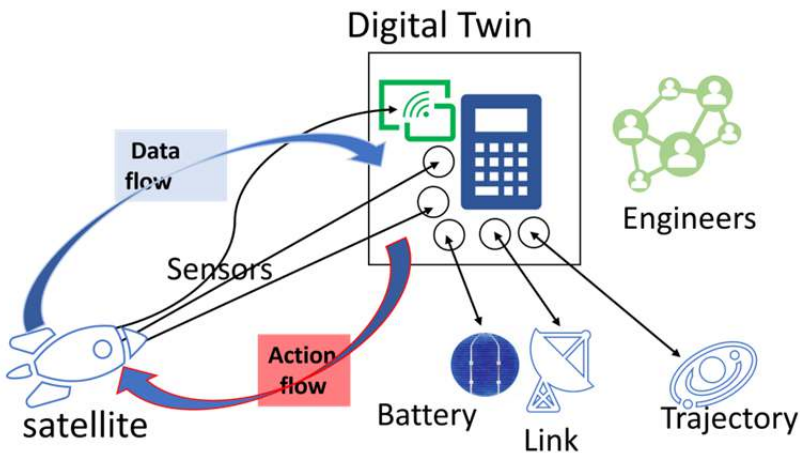 Digital Twin
Data
flow
Engineers
Sensors
Action
flow
satellite
Battery
Link
Trajectory